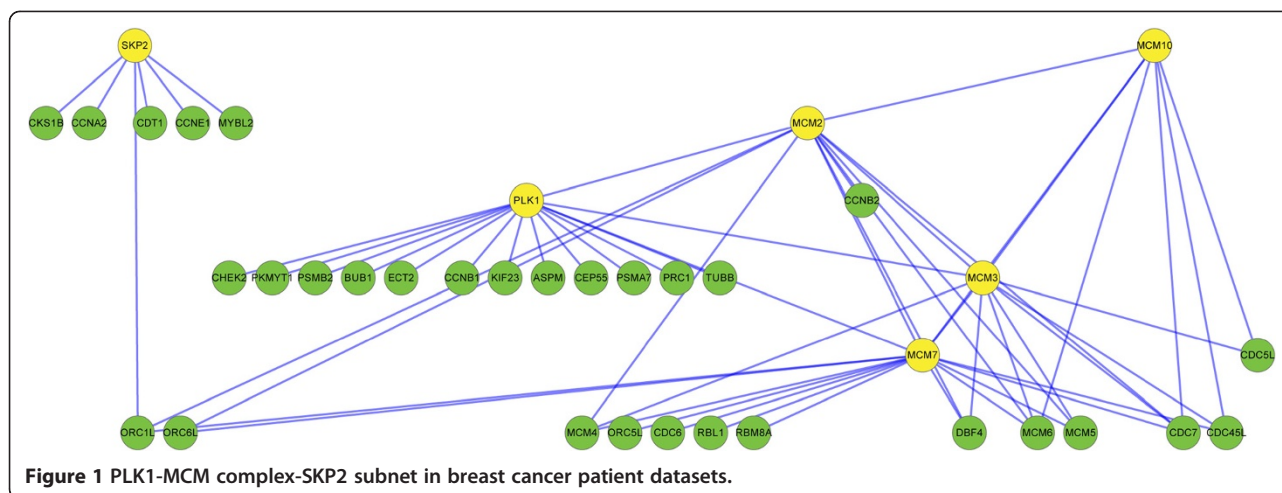 SKP2
MCM10
CKS1B CCNA2 CDT1 CCNE1 MYBL2
MCM2
PLK1
CCNB2
CHEK2 PKMYT1 PSMB2 BUB1 ECT2 CCNB1 KIF23 ASPM CEP55 PSMA7 PRC1 TUBB
MCM3
MCM7
CDC5L
ORC1L ORC6L MCM4 ORC5L CDC6 RBL1 RBM8A DBF4 MCM6 MCM5 CDC7 CDC45L
Figure 1 PLK1-MCM complex-SKP2 subnet in breast cancer patient datasets.